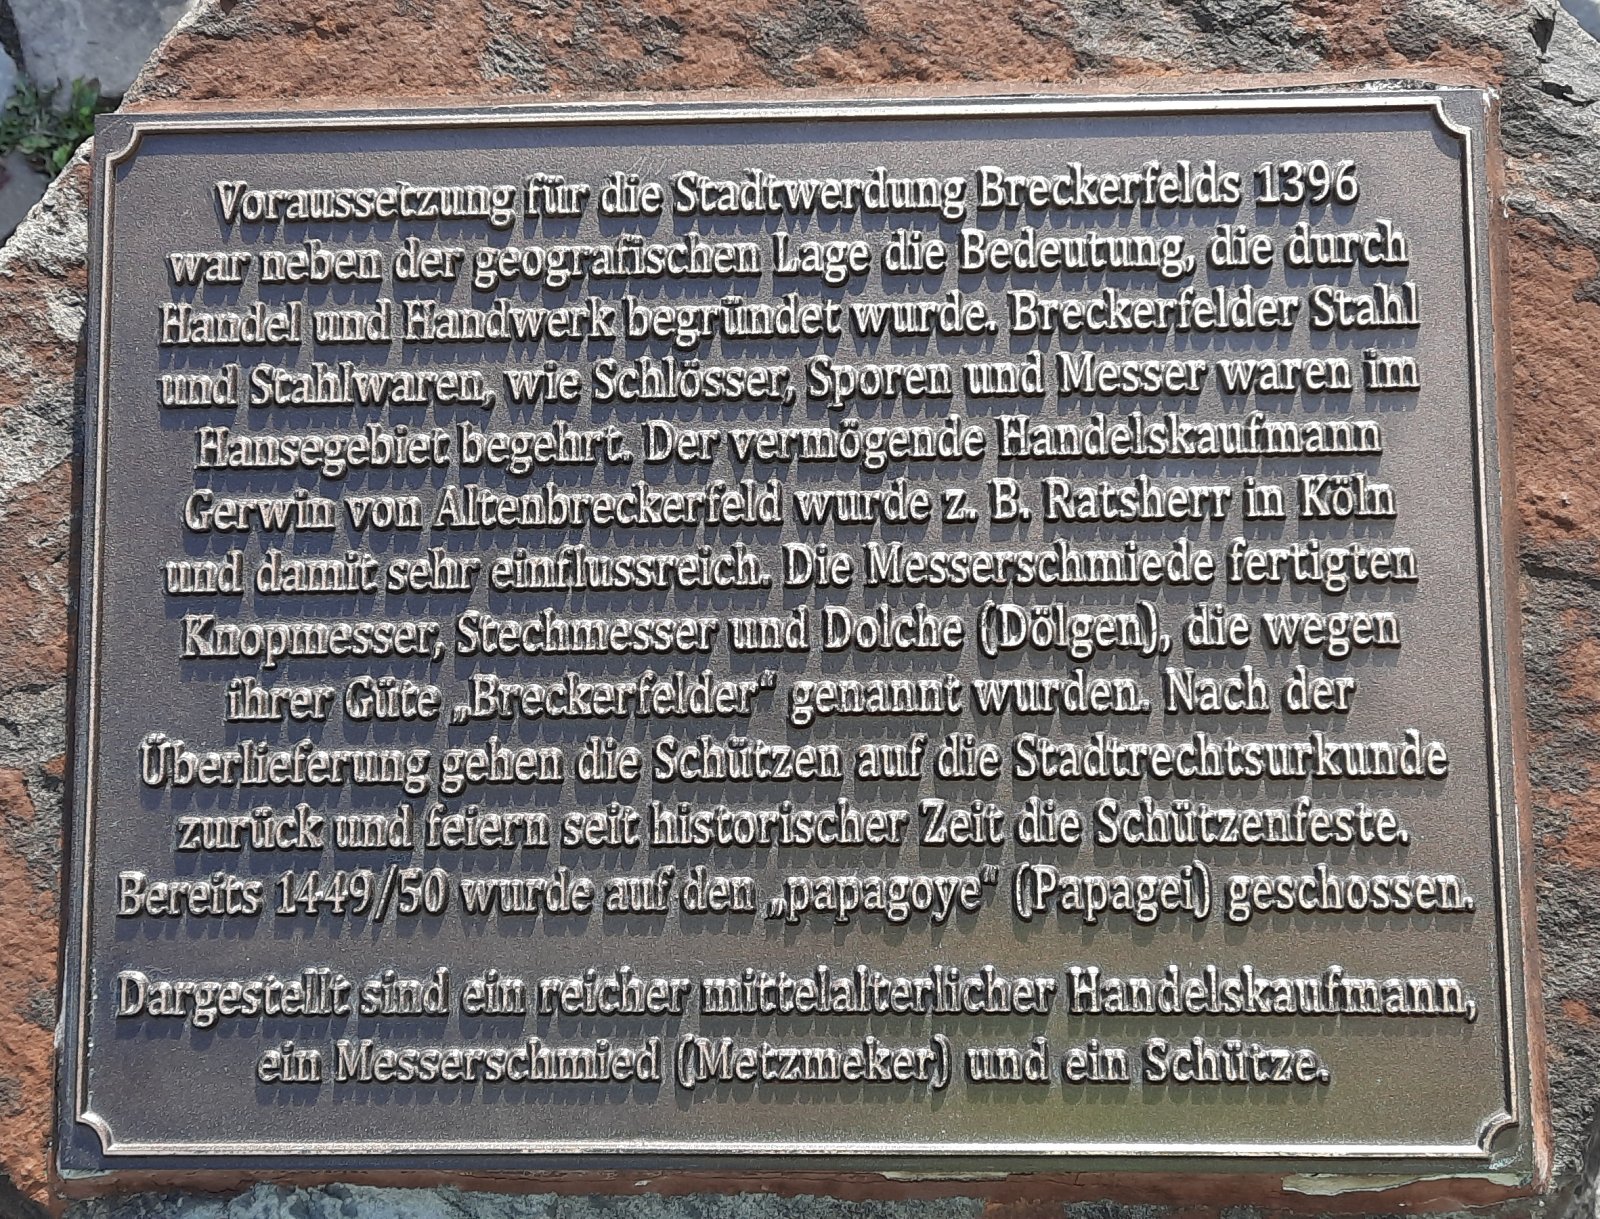 Voraussetzung für die Stadtwerdung Breckerfelds 1396
war neben der geografischen Lage die Bedeutung, die durch
Handel und Handwerk begründet wurde. Breckerfelder Stahl
und Stahlwaren, wie Schlösser, Sporen und Messer waren im
Hansegebiet begehrt. Der vermögende Handelskaufmann
Gerwin von Altenbreckerfeld wurde z. B. Ratsherr in Köln
und damit sehr einflussreich. Die Messerschmiede fertigten
Knopmesser, Stechmesser und Dolche (Dölgen), die wegen
ihrer Güte „Breckerfelder“ genannt wurden. Nach der
Überlieferung gehen die Schützen auf die Stadtrechtsurkunde
zurück und feiern seit historischer Zeit die Schützenfeste.
Bereits 1449/50 wurde auf den „papagoye“ (Papagei) geschossen.
Dargestellt sind ein reicher mittelalterlicher Handelskaufmann,
ein Messerschmied (Metzmeker) und ein Schütze.